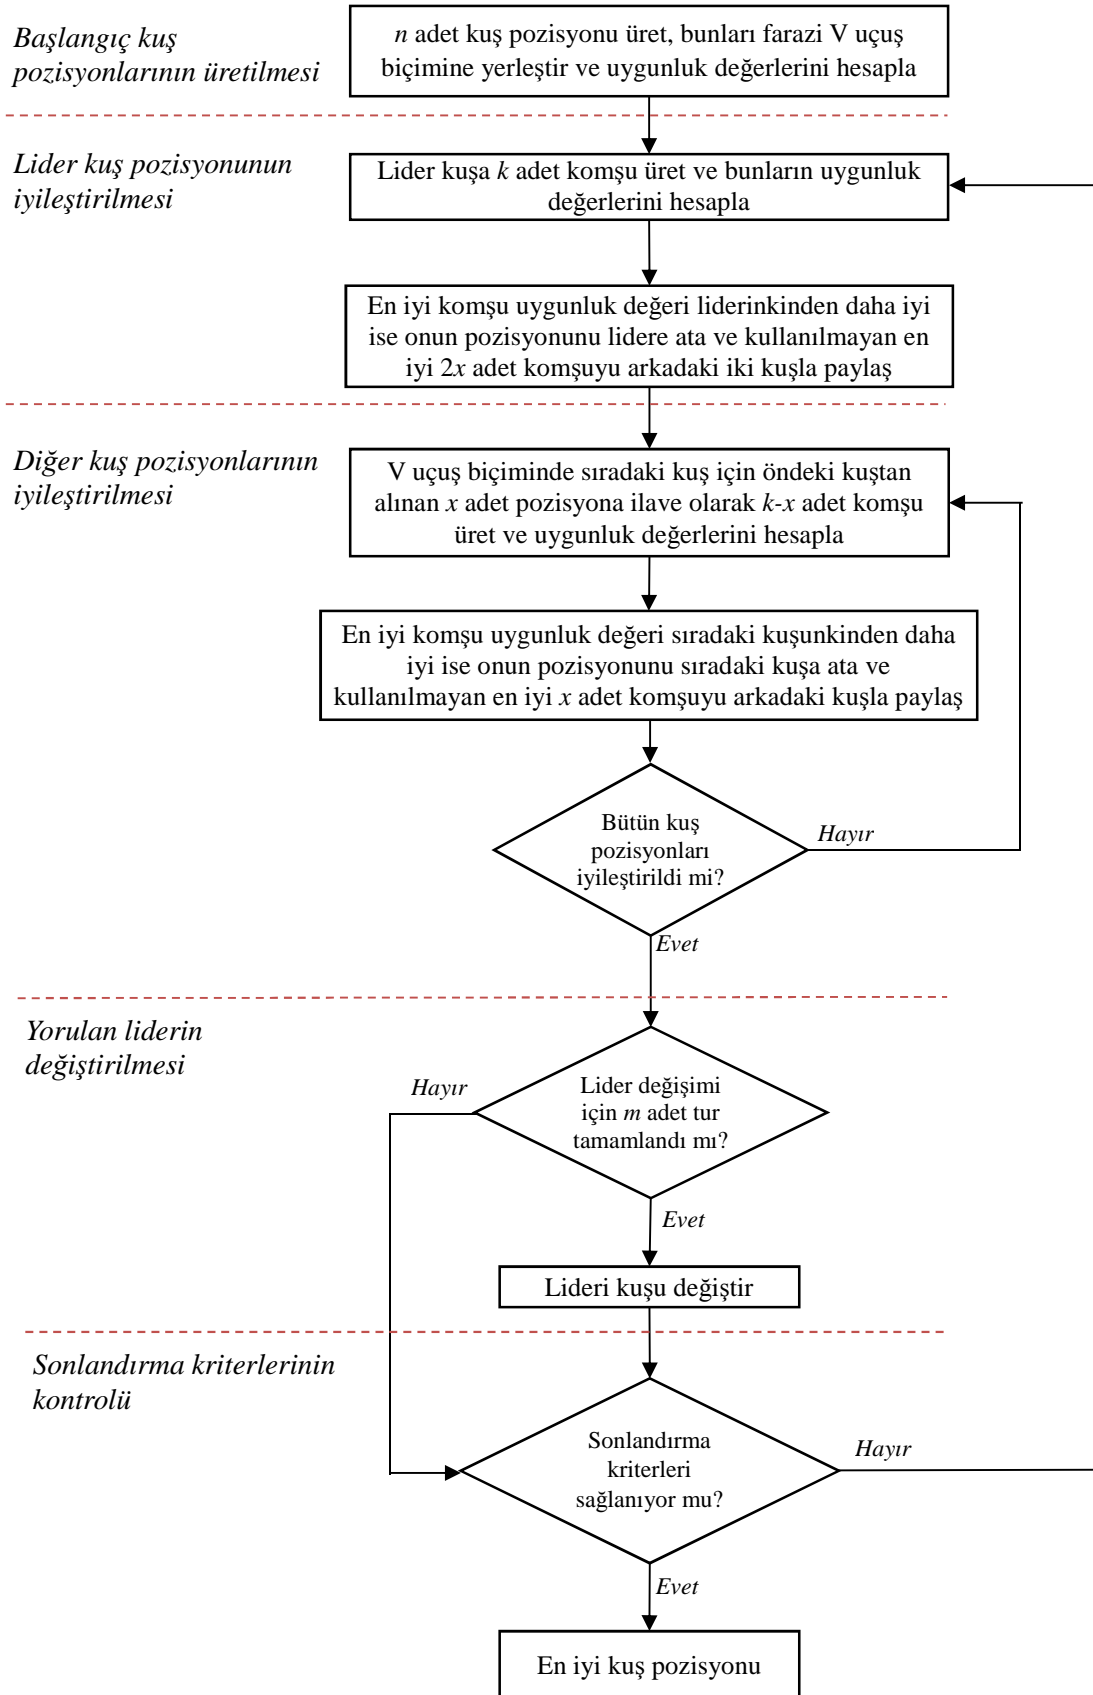 Başlangıç kuş
pozisyonlarının üretilmesi
n adet kuş pozisyonu üret, bunları farazi V uçuş
biçimine yerleştir ve uygunluk değerlerini hesapla
Lider kuş pozisyonunun
iyileştirilmesi
Lider kuşa k adet komşu üret ve bunların uygunluk
değerlerini hesapla
En iyi komşu uygunluk değeri liderinkinden daha iyi
ise onun pozisyonunu lidere ata ve kullanılmayan en
iyi 2x adet komşuyu arkadaki iki kuşla paylaş
Diğer kuş pozisyonlarının
iyileştirilmesi
V uçuş biçiminde sıradaki kuş için öndeki kuştan
alınan x adet pozisyona ilave olarak k-x adet komşu
üret ve uygunluk değerlerini hesapla
En iyi komşu uygunluk değeri sıradaki kuşunkinden daha
iyi ise onun pozisyonunu sıradaki kuşa ata ve
kullanılmayan en iyi x adet komşuyu arkadaki kuşla paylaş
Bütün kuş
pozisyonları
iyileştirildi mi?
Hayır
Evet
Yorulan liderin
değiştirilmesi
Hayır
Lider değişimi
için m adet tur
tamamlandı mı?
Evet
Lideri kuşu değiştir
Sonlandırma kriterlerinin
kontrolü
Sonlandırma
kriterleri
sağlanıyor mu?
Hayır
Evet
En iyi kuş pozisyonu